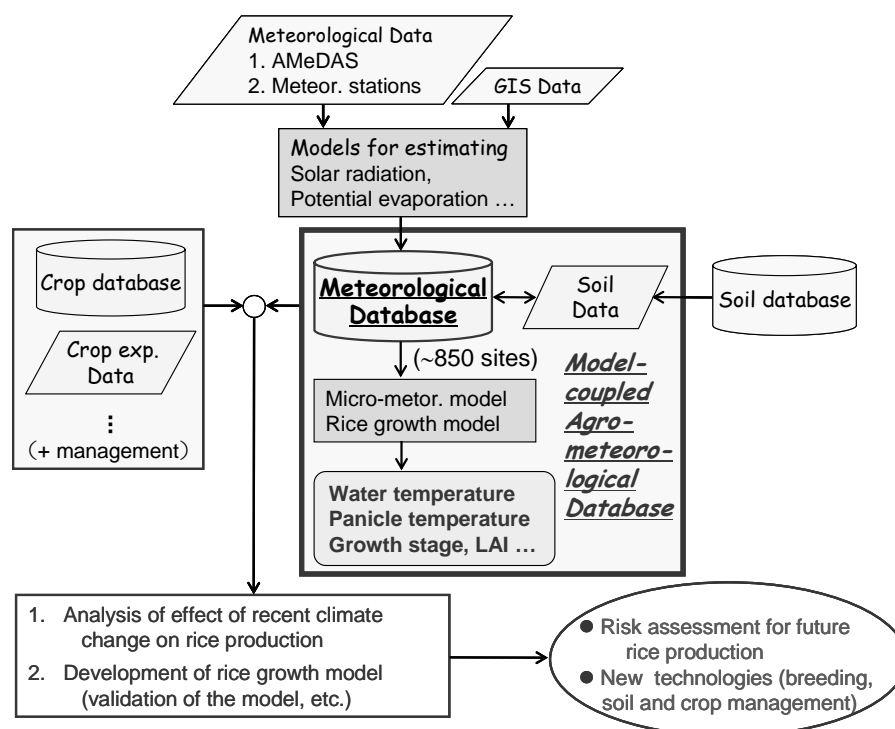 Meteorological Data
1. AMeDAS
2. Meteor. stations
GIS Data
Models for estimating
Solar radiation,
Potential evaporation …
Crop database
Crop exp.
Data
⋮
(+ management)
Meteorological
Database
Soil
Data
Soil database
(~850 sites)
Micro-metor. model
Rice growth model
Water temperature
Panicle temperature
Growth stage, LAI …
Model-
coupled
Agro-
meteoro-
logical
Database
1. Analysis of effect of recent climate
change on rice production
2. Development of rice growth model
(validation of the model, etc.)
● Risk assessment for future
rice production
● New technologies (breeding,
soil and crop management)